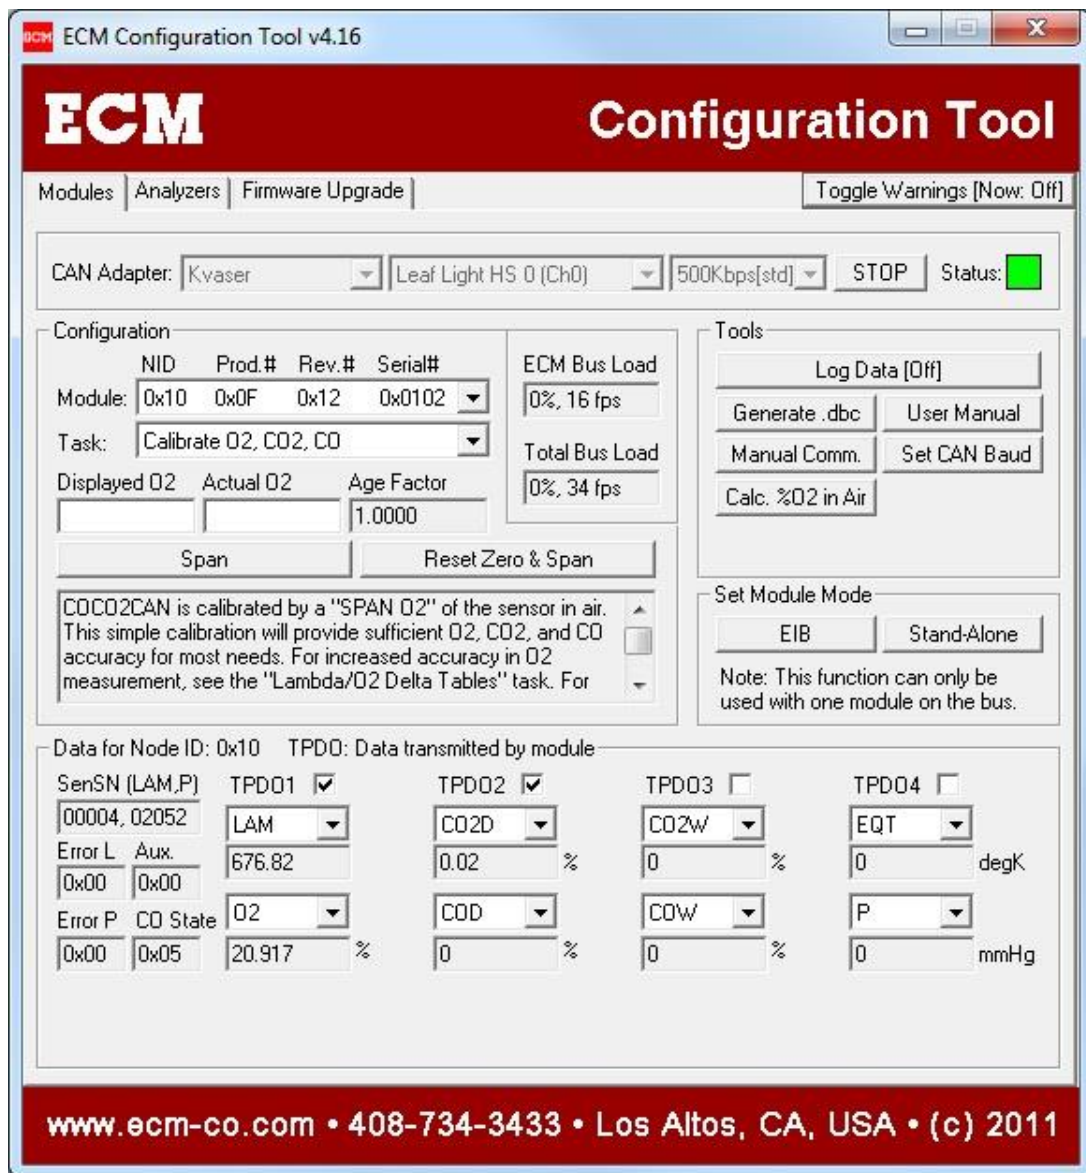 ECM ECM Configuration Tool v4.16
ECM Configuration Tool
Modules Analyzers Firmware Upgrade Toggle Warnings [Now: Off]
CAN Adapter: Kvaser Leaf Light HS 0 (Ch0) 500Kbps[std] STOP Status:
Configuration
NID Prod.# Rev.# Serial#
Module: 0x10 0x0F 0x12 0x0102
Task: Calibrate O2, CO2, CO
Displayed O2 Actual O2 Age Factor
1.0000
Span Reset Zero & Span
COCO2CAN is calibrated by a "SPAN O2" of the sensor in air.
This simple calibration will provide sufficient O2, CO2, and CO
accuracy for most needs. For increased accuracy in O2
measurement, see the "Lambda/O2 Delta Tables" task. For
ECM Bus Load
0%, 16 fps
Total Bus Load
0%, 34 fps
Tools
Log Data [Off]
Generate .dbc User Manual
Manual Comm. Set CAN Baud
Calc. %O2 in Air
Set Module Mode
EIB Stand-Alone
Note: This function can only be
used with one module on the bus.
Data for Node ID: 0x10 TPDO: Data transmitted by module
SenSN (LAM,P) TPDO1 TPDO2 TPDO3 TPDO4
00004, 02052 LAM CO2D CO2W EQT
Error L Aux. 676.82 0.02 % 0 % 0 degK
0x00 0x00
Error P CO State O2 COD COW P
0x00 0x05 20.917 % 0 % 0 % 0 mmHg
www.ecm-co.com • 408-734-3433 • Los Altos, CA, USA • (c) 2011